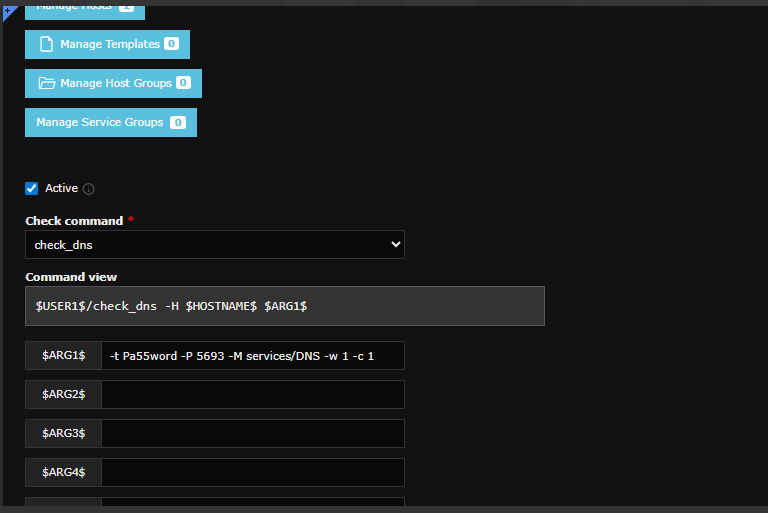 Manage Hosts 2
Manage Templates 0
Manage Host Groups 0
Manage Service Groups 0
Active
Check command *
check_dns
Command view
$USER1$/check_dns -H $HOSTNAME$ $ARG1$
$ARG1$ -t Pa55word -P 5693 -M services/DNS -w 1 -c 1
$ARG2$
$ARG3$
$ARG4$